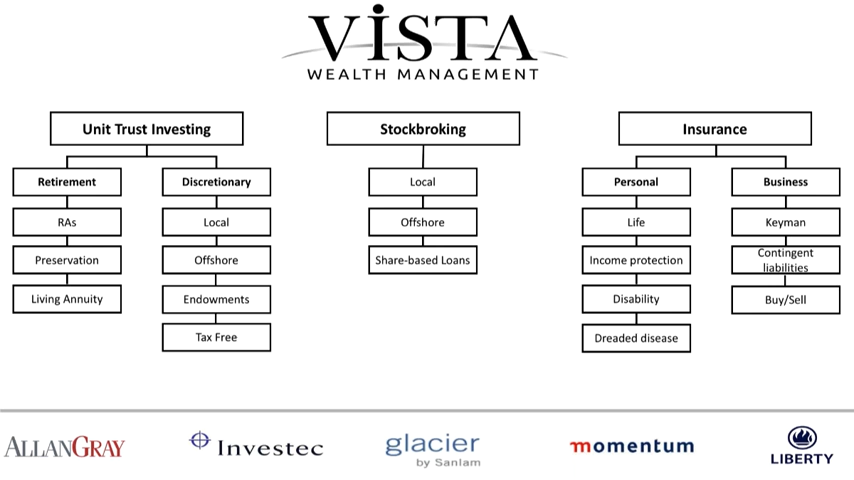 VISTA
WEALTH MANAGEMENT
Unit Trust Investing
Stockbroking
Insurance
Retirement
Discretionary
Local
Personal
Business
RAs
Local
Offshore
Life
Keyman
Preservation
Offshore
Share-based Loans
Income protection
Contingent
liabilities
Living Annuity
Endowments
Disability
Buy/Sell
Tax Free
Dreaded disease
ALLANGRAY
Investec
glacier
by Sanlam
momentum
LIBERTY